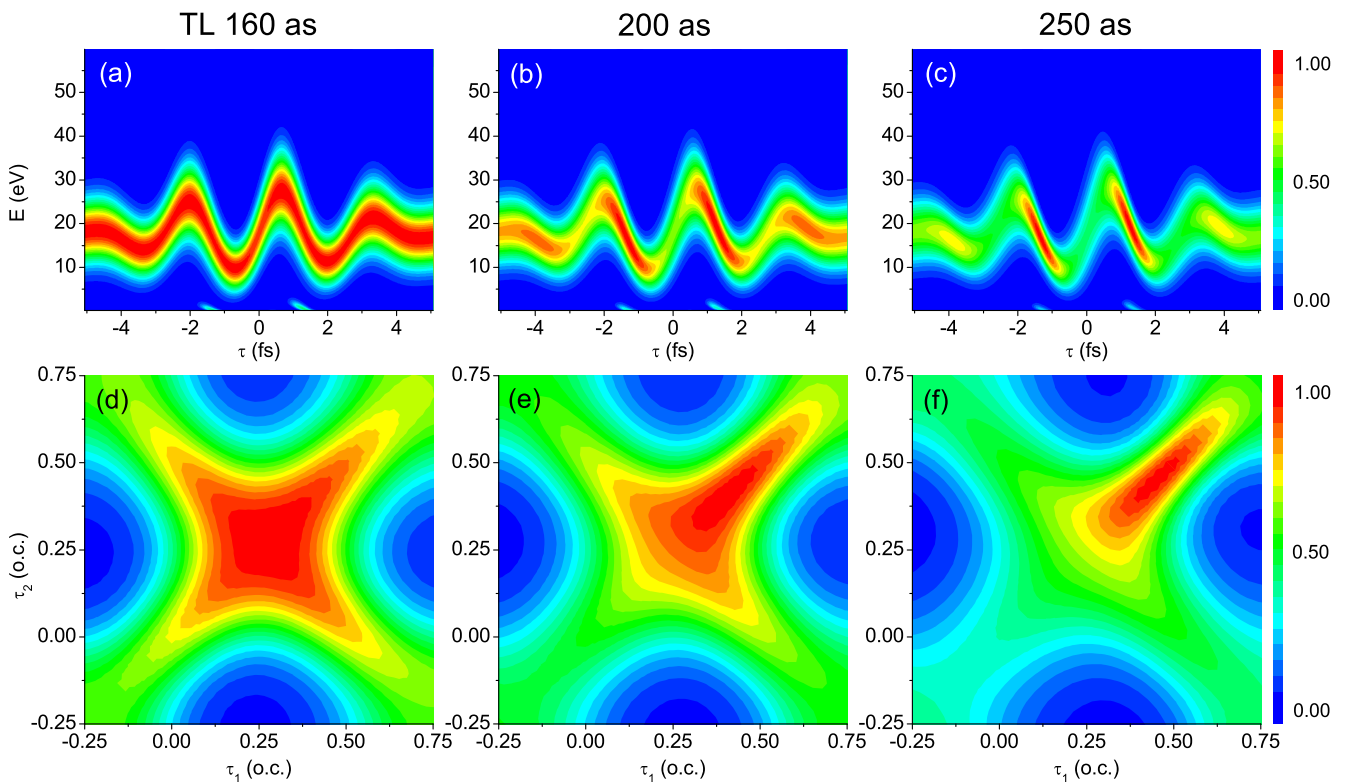 TL 160 as 200 as 250 as
(a) (b) (c)
50 50 50 1.00
40 40 40
E (eV) 30 30 30 0.50
20 20 20
10 10 10 0.00
-4 -2 0 2 4 -4 -2 0 2 4 -4 -2 0 2 4
τ (fs) τ (fs) τ (fs)
0.75 0.75 0.75
(d) (e) (f) 1.00
0.50 0.50 0.50
τ2 (o.c.) 0.25 0.25 0.25 0.50
0.00 0.00 0.00
-0.25 -0.25 -0.25 0.00
-0.25 0.00 0.25 0.50 0.75 -0.25 0.00 0.25 0.50 0.75 -0.25 0.00 0.25 0.50 0.75
τ1 (o.c.) τ1 (o.c.) τ1 (o.c.)